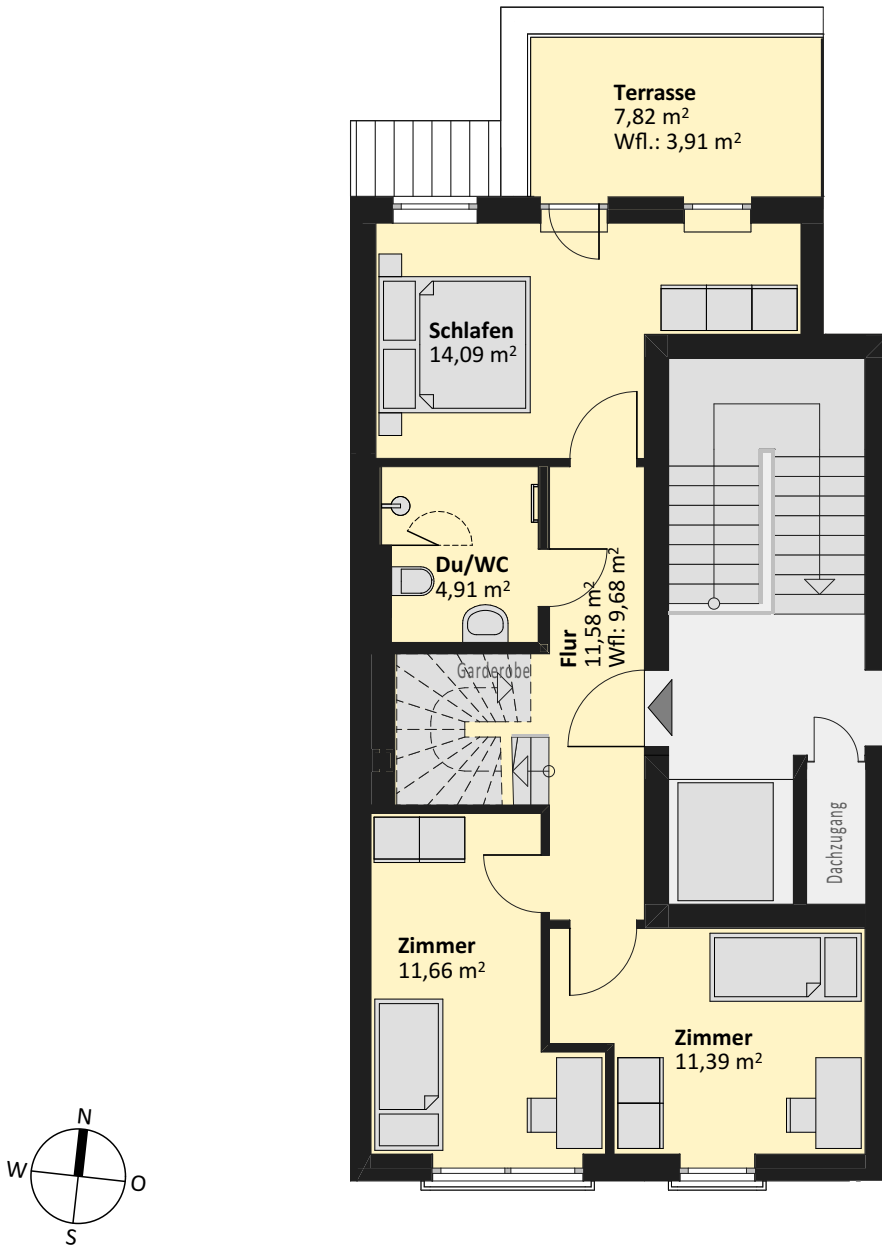 Terrasse
7,82 m²
Wfl.: 3,91 m²
Schlafen
14,09 m²
Du/WC
4,91 m²
Flur
11,58 m²
Wfl: 9,68 m²
Garderobe
Dachzugang
Zimmer
11,66 m²
Zimmer
11,39 m²
N
W
O
S